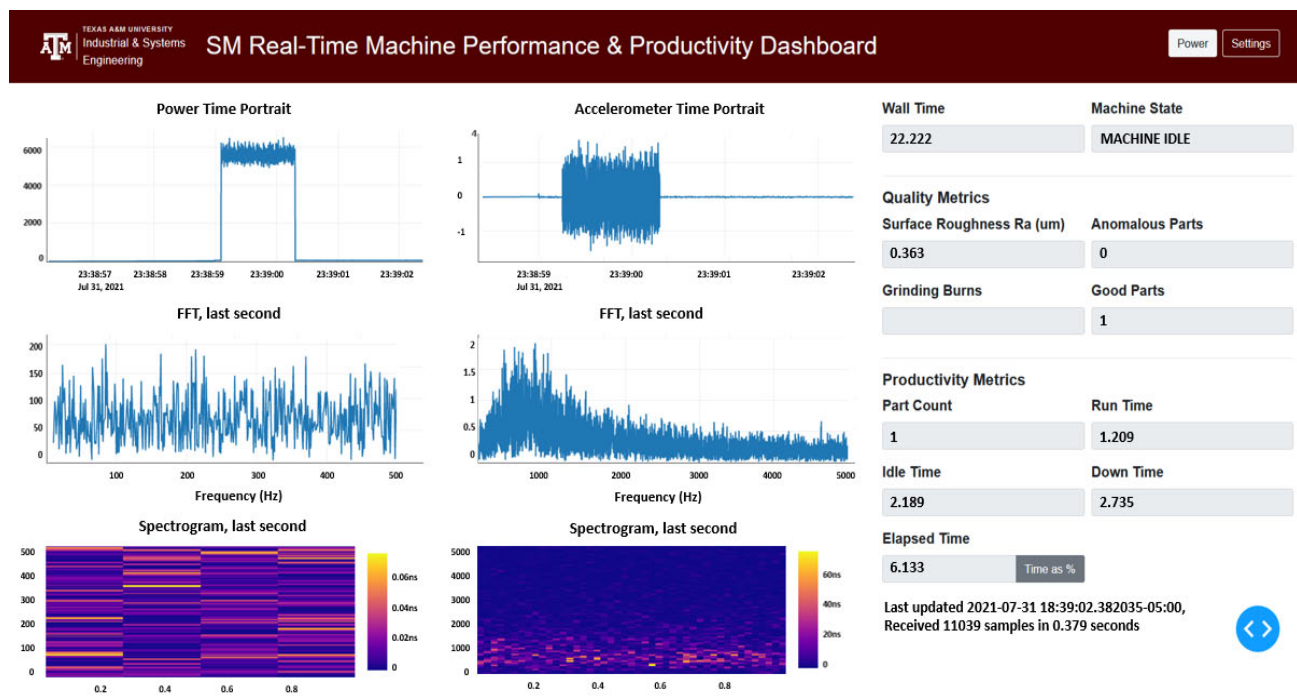 TEXAS A&M UNIVERSITY
Industrial & Systems
Engineering
SM Real-Time Machine Performance & Productivity Dashboard
Power
Settings
Power Time Portrait
6000
4000
2000
0
23:38:57 23:38:58 23:38:59 23:39:00 23:39:01 23:39:02
Jul 31, 2021
FFT, last second
200
150
100
50
0
100 200 300 400 500
Frequency (Hz)
Spectrogram, last second
500
400
300
200
100
0
0.06ns
0.04ns
0.02ns
0
0.2 0.4 0.6 0.8
Accelerometer Time Portrait
4
1
0
-1
23:38:59 23:39:00 23:39:01 23:39:02
Jul 31, 2021
FFT, last second
2
1.5
1
0.5
0
1000 2000 3000 4000 5000
Frequency (Hz)
Spectrogram, last second
5000
4000
3000
2000
1000
0
60ns
40ns
20ns
0
0.2 0.4 0.6 0.8
Wall Time Machine State
22.222 MACHINE IDLE
Quality Metrics
Surface Roughness Ra (um) Anomalous Parts
0.363 0
Grinding Burns Good Parts
1
Productivity Metrics
Part Count Run Time
1 1.209
Idle Time Down Time
2.189 2.735
Elapsed Time
6.133 Time as %
Last updated 2021-07-31 18:39:02.382035-05:00,
Received 11039 samples in 0.379 seconds